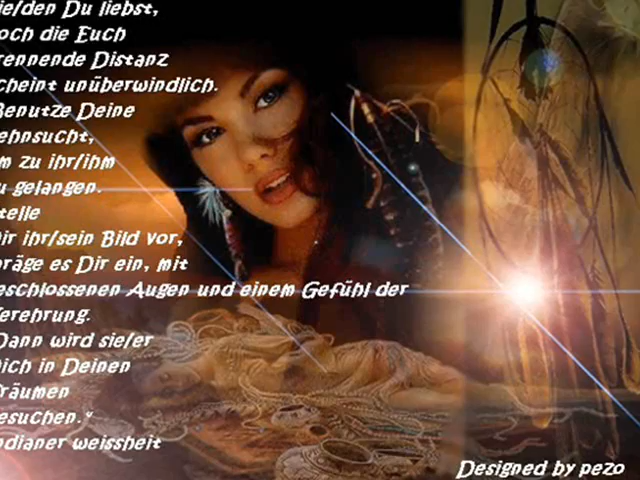 ie/den Du liebst,
och die Euch
rennende Distanz
cheint unüberwindlich.
Benutze Deine
ehnsucht,
m zu ihr/ihm
u gelangen.
telle
ir ihr/sein Bild vor,
präge es Dir ein, mit
eschlossenen Augen und einem Gefühl der
Verehrung.
Dann wird sie/er
ich in Deinen
Träumen
esuchen."
ndianer weissheit
Designed by pezo